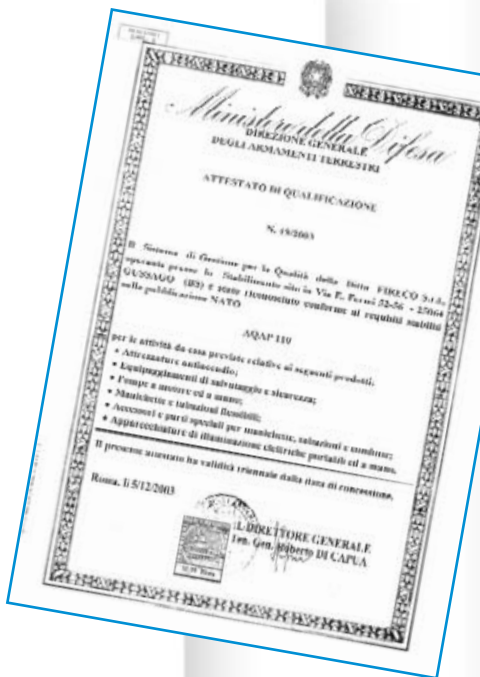 Ministero della Difesa
DIREZIONE GENERALE
DEGLI ARMAMENTI TERRESTRI
ATTESTATO DI QUALIFICAZIONE
N. 19/2003
Il Sistema di Gestione per la Qualità della Ditta FIRECO S.r.l.
operante presso lo Stabilimento sito in Via E. Fermi 52-56 - 25064
GUSSAGO (BS) è stato riconosciuto conforme ai requisiti stabiliti
nella pubblicazione NATO
AQAP 110
per le attività da essa previste relative ai seguenti prodotti:
• Attrezzature antincendio;
• Equipaggiamenti di salvataggio e sicurezza;
• Pompe a motore ed a mano;
• Manichette e tubazioni flessibili;
• Accessori e parti speciali per manichette, tubazioni e condotte;
• Apparecchiature di illuminazione elettriche portatili ed a mano.
Il presente attestato ha validità triennale dalla data di concessione.
Roma, lì 5/12/2003
IL DIRETTORE GENERALE
Ten. Gen. Roberto DI CAPUA